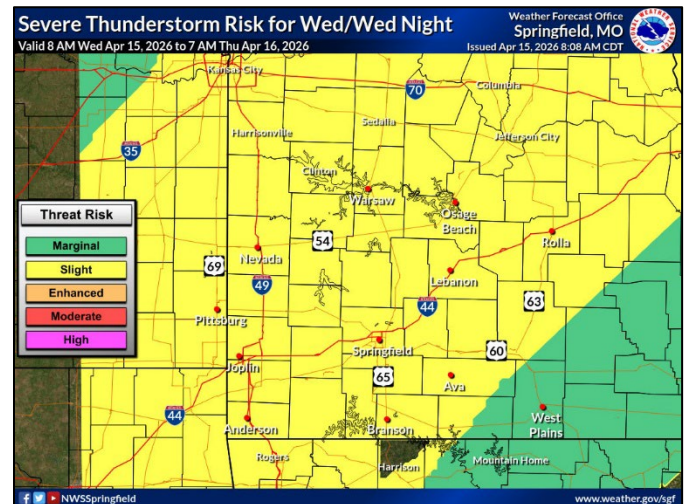 Severe Thunderstorm Risk for Wed/Wed Night
Valid 8 AM Wed Apr 15, 2026 to 7 AM Thu Apr 16, 2026
Weather Forecast Office
Springfield, MO
Issued Apr 15, 2026 8:08 AM CDT
Kansas City
70
Columbia
Harrisonville
Sedalia
Jefferson City
35
Clinton
Warsaw
Osage
Beach
Rolla
Threat Risk
Marginal
Slight
Enhanced
Moderate
High
54
Nevada
69
49
Lebanon
63
Pittsburg
44
Springfield
60
Joplin
65
Ava
44
Anderson
Branson
West
Plains
Rogers
Harrison
Mountain Home
NWSSpringfield
www.weather.gov/sgf